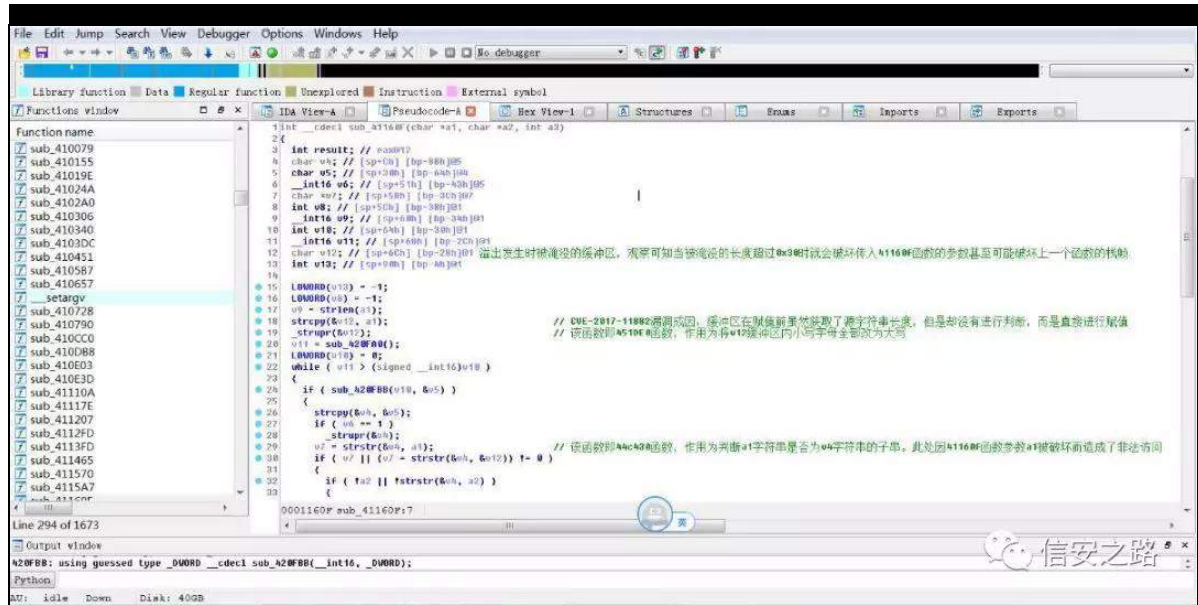 File Edit Jump Search View Debugger Options Windows Help
No debugger
Library function Data Regular function Unexplored Instruction External symbol
Functions window
IDA View-A Pseudocode-A Hex View-1 Structures Enums Imports Exports
Function name
sub_410079
sub_410155
sub_41019E
sub_41024A
sub_4102A0
sub_410306
sub_410340
sub_4103DC
sub_410451
sub_410587
sub_410657
__setargv
sub_410728
sub_410790
sub_410CC0
sub_410DB8
sub_410E03
sub_410E3D
sub_41110A
sub_41117E
sub_411207
sub_4112FD
sub_4113FD
sub_411465
sub_411570
sub_4115A7
Line 294 of 1673
1 int __cdecl sub_41160F(char *a1, char *a2, int a3)
2 {
3 int result; // eax@12
4 char v4; // [sp+Ch] [bp-88h]@5
5 char v5; // [sp+30h] [bp-64h]@4
6 __int16 v6; // [sp+51h] [bp-43h]@5
7 char *v7; // [sp+58h] [bp-3Ch]@7
8 int v8; // [sp+5Ch] [bp-38h]@1
9 __int16 v9; // [sp+60h] [bp-34h]@1
10 int v10; // [sp+64h] [bp-30h]@1
11 __int16 v11; // [sp+68h] [bp-2Ch]@1
12 char v12; // [sp+6Ch] [bp-28h]@1 溢出发生时被淹没的缓冲区，观察可知当被淹没的长度超过0x30时就会破坏传入41160F函数的参数甚至可能破坏上一个函数的栈帧
13 int v13; // [sp+90h] [bp-4h]@1
14
15 LOWORD(v13) = -1;
16 LOWORD(v8) = -1;
17 v9 = strlen(a1);
18 strcpy(&v12, a1); // CVE-2017-11882漏洞成因，缓冲区在赋值前虽然获取了源字符串长度，但是却没有进行判断，而是直接进行赋值
19 _strupr(&v12); // 该函数即451DE0函数，作用为将v12缓冲区内小写字母全部改为大写
20 v11 = sub_420FA0();
21 LOWORD(v10) = 0;
22 while ( v11 > (signed __int16)v10 )
23 {
24 if ( sub_420FBB(v10, &v5) )
25 {
26 strcpy(&v4, &v5);
27 if ( v6 == 1 )
28 _strupr(&v4);
29 v7 = strstr(&v4, a1); // 该函数即44c430函数，作用为判断a1字符串是否为v4字符串的子串。此处因41160F函数参数a1被破坏而造成了非法访问
30 if ( v7 || (v7 = strstr(&v4, &v12)) != 0 )
31 {
32 if ( !a2 || !strstr(&v4, a2) )
33 {
0001160F sub_41160F:7
英
Output window
420FBB: using guessed type _DWORD __cdecl sub_420FBB(__int16, _DWORD);
Python
AU: idle Down Disk: 40GB
信安之路